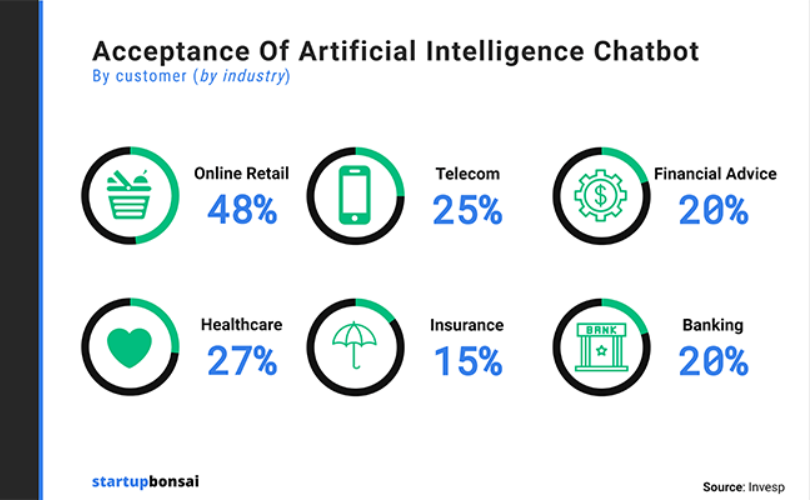 Acceptance Of Artificial Intelligence Chatbot
By customer (by industry)
Online Retail
48%
Telecom
25%
Financial Advice
20%
Healthcare
27%
Insurance
15%
BANK
Banking
20%
startupbonsai
Source: Invesp